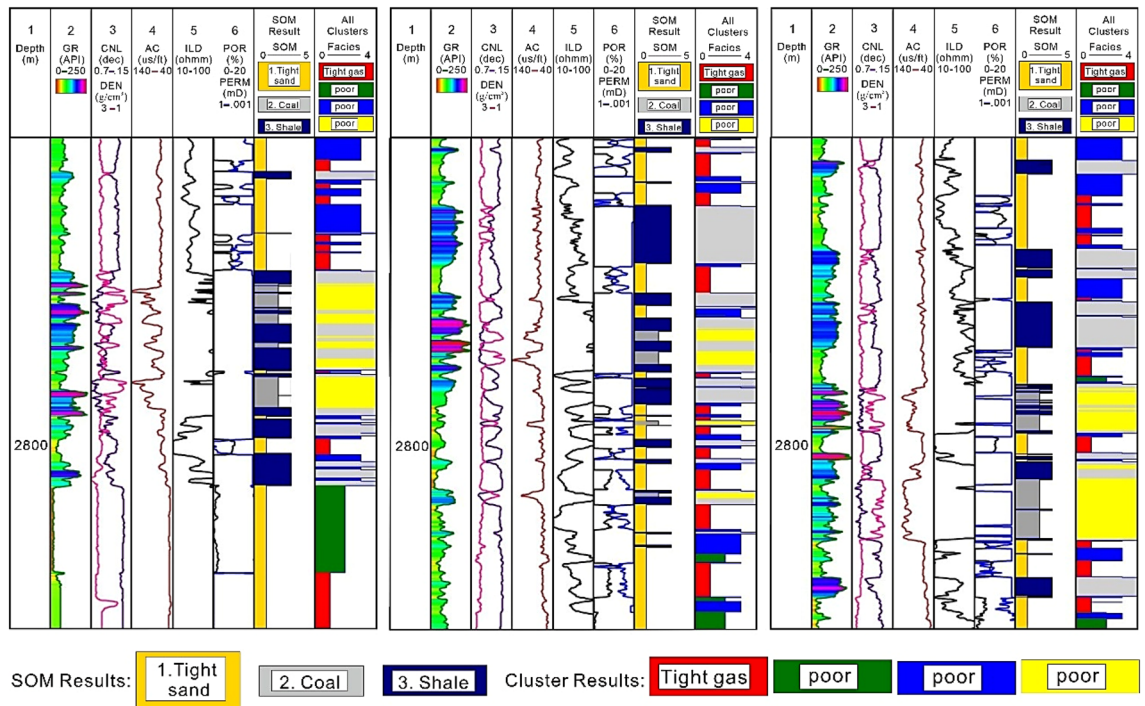 1
Depth
(m)
2
GR
(API)
0–250
3
CNL
(dec)
0.7–.15
DEN
(g/cm³)
3–1
4
AC
(us/ft)
140–40
5
ILD
(ohmm)
10-100
6
POR
(%)
0-20
PERM
(mD)
1–.001
SOM
Result
SOM
0 5
1.Tight
sand
2. Coal
3. Shale
All
Clusters
Facies
0 4
Tight gas
poor
poor
poor
2800
1
Depth
(m)
2
GR
(API)
0–250
3
CNL
(dec)
0.7–.15
DEN
(g/cm³)
3–1
4
AC
(us/ft)
140–40
5
ILD
(ohmm)
10-100
6
POR
(%)
0-20
PERM
(mD)
1–.001
SOM
Result
SOM
0 5
1.Tight
sand
2. Coal
3. Shale
All
Clusters
Facies
0 4
Tight gas
poor
poor
poor
2800
1
Depth
(m)
2
GR
(API)
0–250
3
CNL
(dec)
0.7–.15
DEN
(g/cm³)
3–1
4
AC
(us/ft)
140–40
5
ILD
(ohmm)
10-100
6
POR
(%)
0-20
PERM
(mD)
1–.001
SOM
Result
SOM
0 5
1.Tight
sand
2. Coal
3. Shale
All
Clusters
Facies
0 4
Tight gas
poor
poor
poor
2800
SOM Results: 1.Tight sand 2. Coal 3. Shale Cluster Results: Tight gas poor poor poor